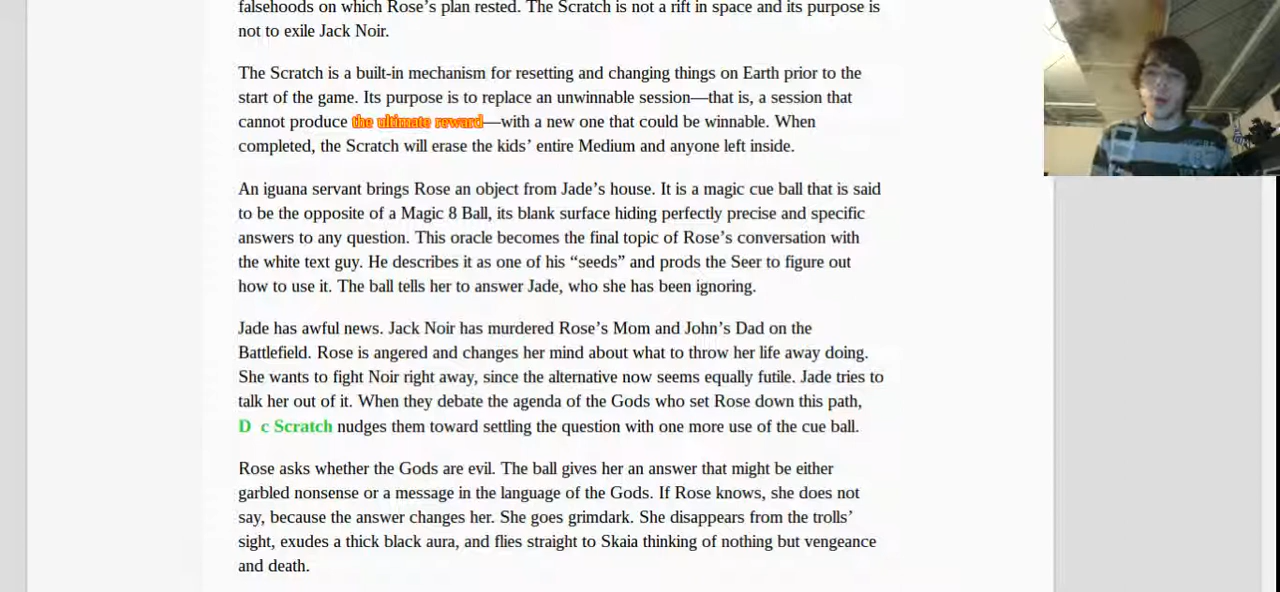 falsehoods on which Rose’s plan rested. The Scratch is not a rift in space and its purpose is
not to exile Jack Noir.
The Scratch is a built-in mechanism for resetting and changing things on Earth prior to the
start of the game. Its purpose is to replace an unwinnable session—that is, a session that
cannot produce the ultimate reward—with a new one that could be winnable. When
completed, the Scratch will erase the kids’ entire Medium and anyone left inside.
An iguana servant brings Rose an object from Jade’s house. It is a magic cue ball that is said
to be the opposite of a Magic 8 Ball, its blank surface hiding perfectly precise and specific
answers to any question. This oracle becomes the final topic of Rose’s conversation with
the white text guy. He describes it as one of his “seeds” and prods the Seer to figure out
how to use it. The ball tells her to answer Jade, who she has been ignoring.
Jade has awful news. Jack Noir has murdered Rose’s Mom and John’s Dad on the
Battlefield. Rose is angered and changes her mind about what to throw her life away doing.
She wants to fight Noir right away, since the alternative now seems equally futile. Jade tries to
talk her out of it. When they debate the agenda of the Gods who set Rose down this path,
D c Scratch nudges them toward settling the question with one more use of the cue ball.
Rose asks whether the Gods are evil. The ball gives her an answer that might be either
garbled nonsense or a message in the language of the Gods. If Rose knows, she does not
say, because the answer changes her. She goes grimdark. She disappears from the trolls’
sight, exudes a thick black aura, and flies straight to Skaia thinking of nothing but vengeance
and death.